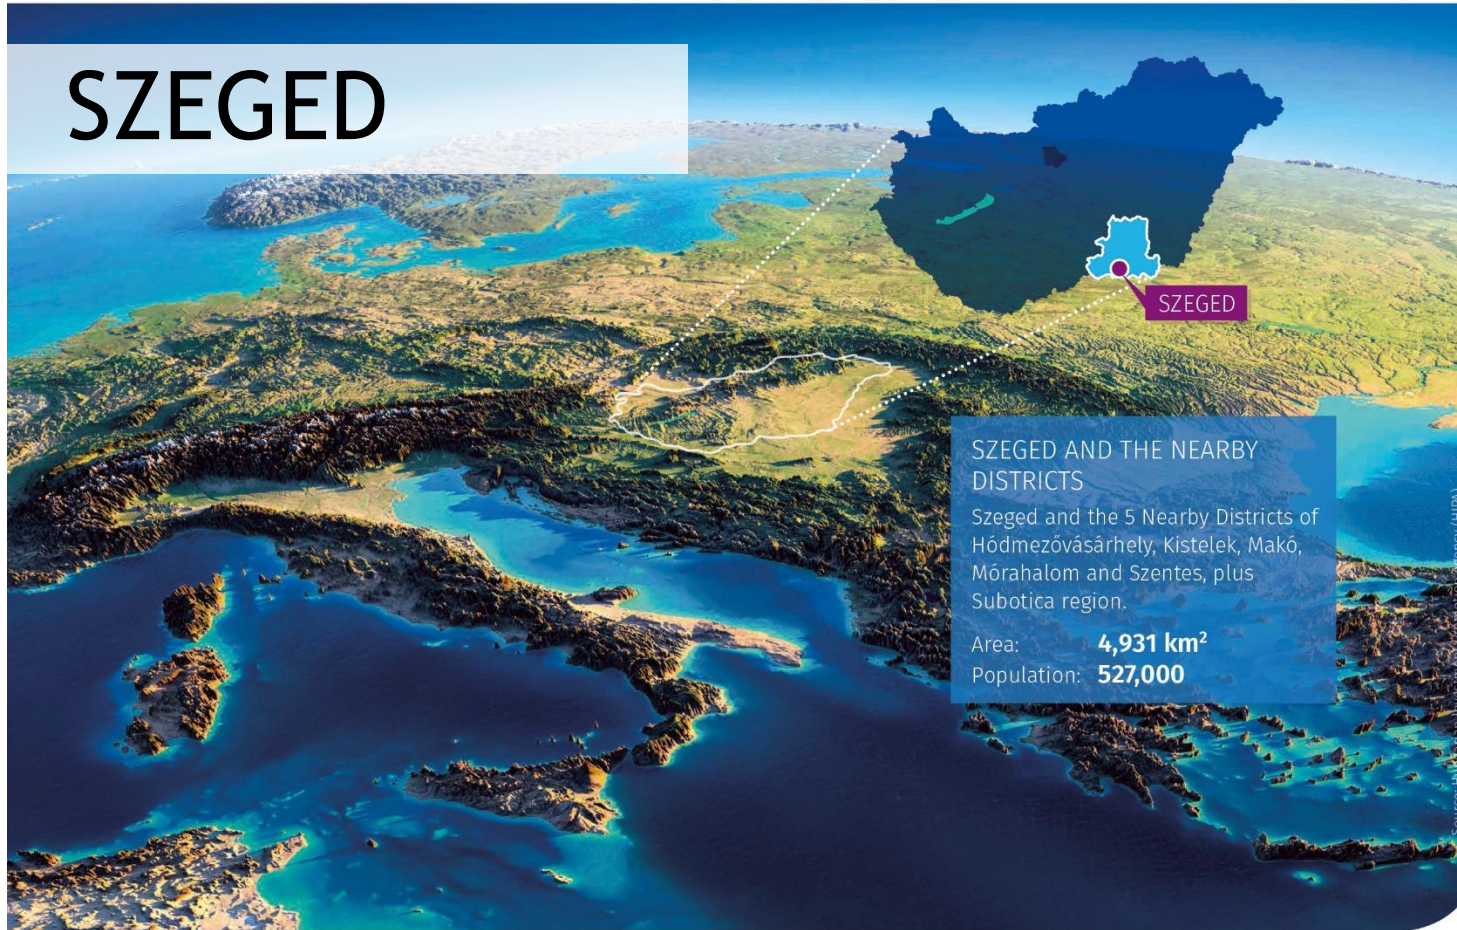 SZEGED
SZEGED
SZEGED AND THE NEARBY
DISTRICTS
Szeged and the 5 Nearby Districts of
Hódmezővásárhely, Kistelek, Makó,
Mórahalom and Szentes, plus
Subotica region.
Area: 4,931 km²
Population: 527,000